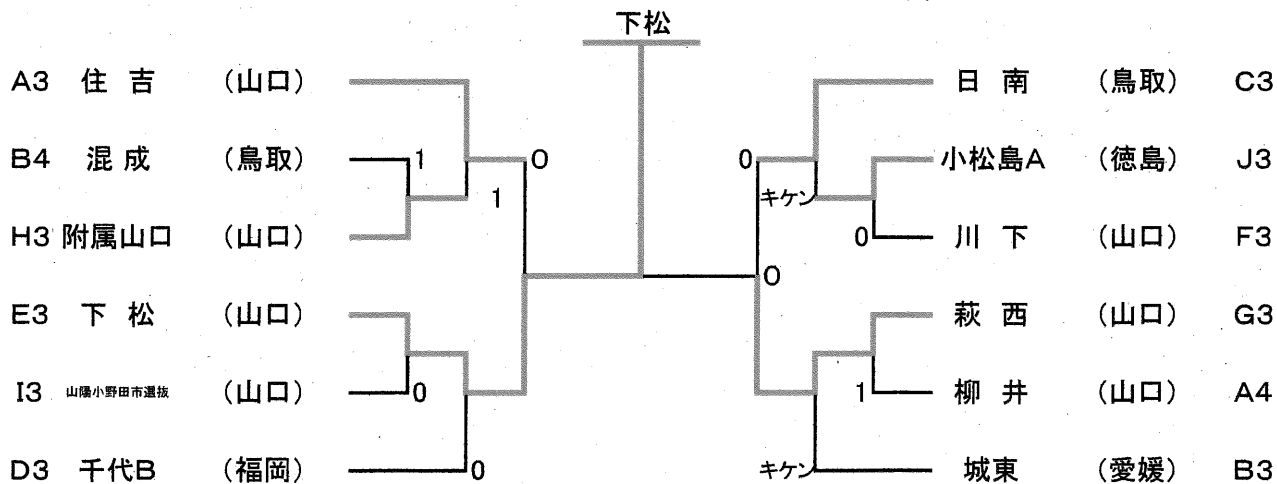 下松
A3 住吉 (山口) 日南 (鳥取) C3
B4 混成 (鳥取) 1 0 0 小松島A (徳島) J3
1 キケン
H3 附属山口 (山口) 0 川下 (山口) F3
0
E3 下松 (山口) 萩西 (山口) G3
I3 山陽小野田市選抜 (山口) 0 1 柳井 (山口) A4
D3 千代B (福岡) 0 キケン 城東 (愛媛) B3